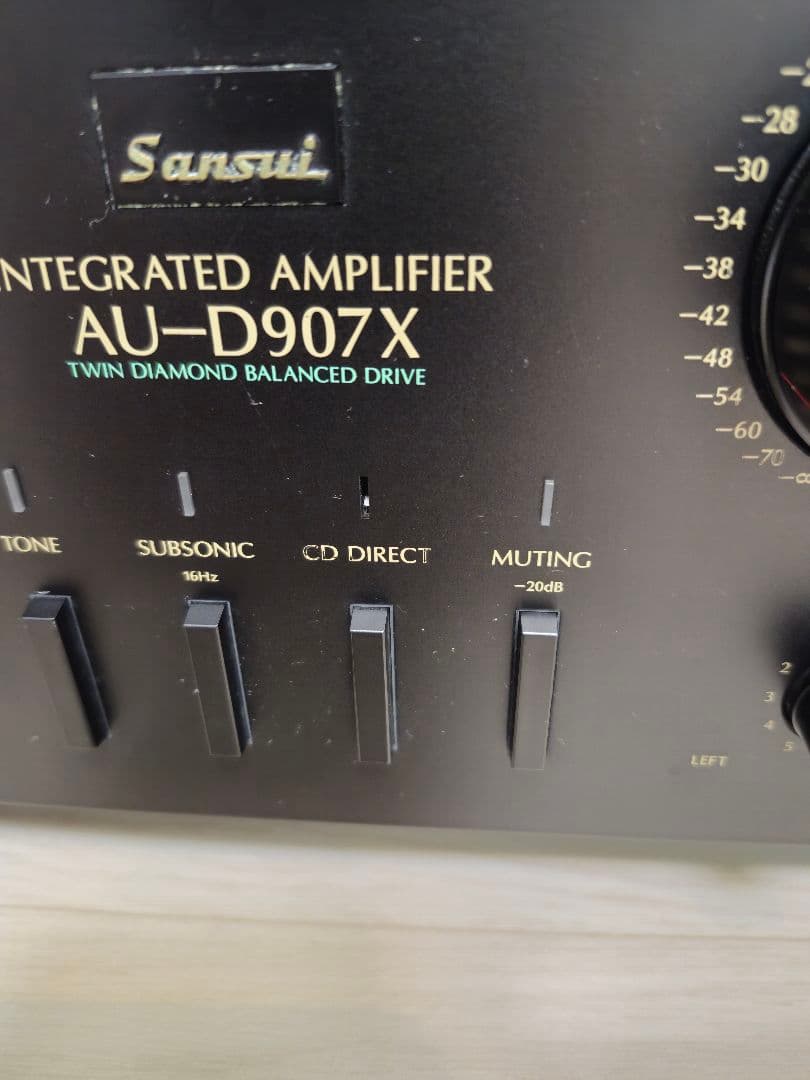 Sansui
INTEGRATED AMPLIFIER
AU-D907X
TWIN DIAMOND BALANCED DRIVE
-28
-30
-34
-38
-42
-48
-54
-60
-70
-∞
TONE
SUBSONIC
16Hz
CD DIRECT
MUTING
-20dB
2
3
4
5
LEFT